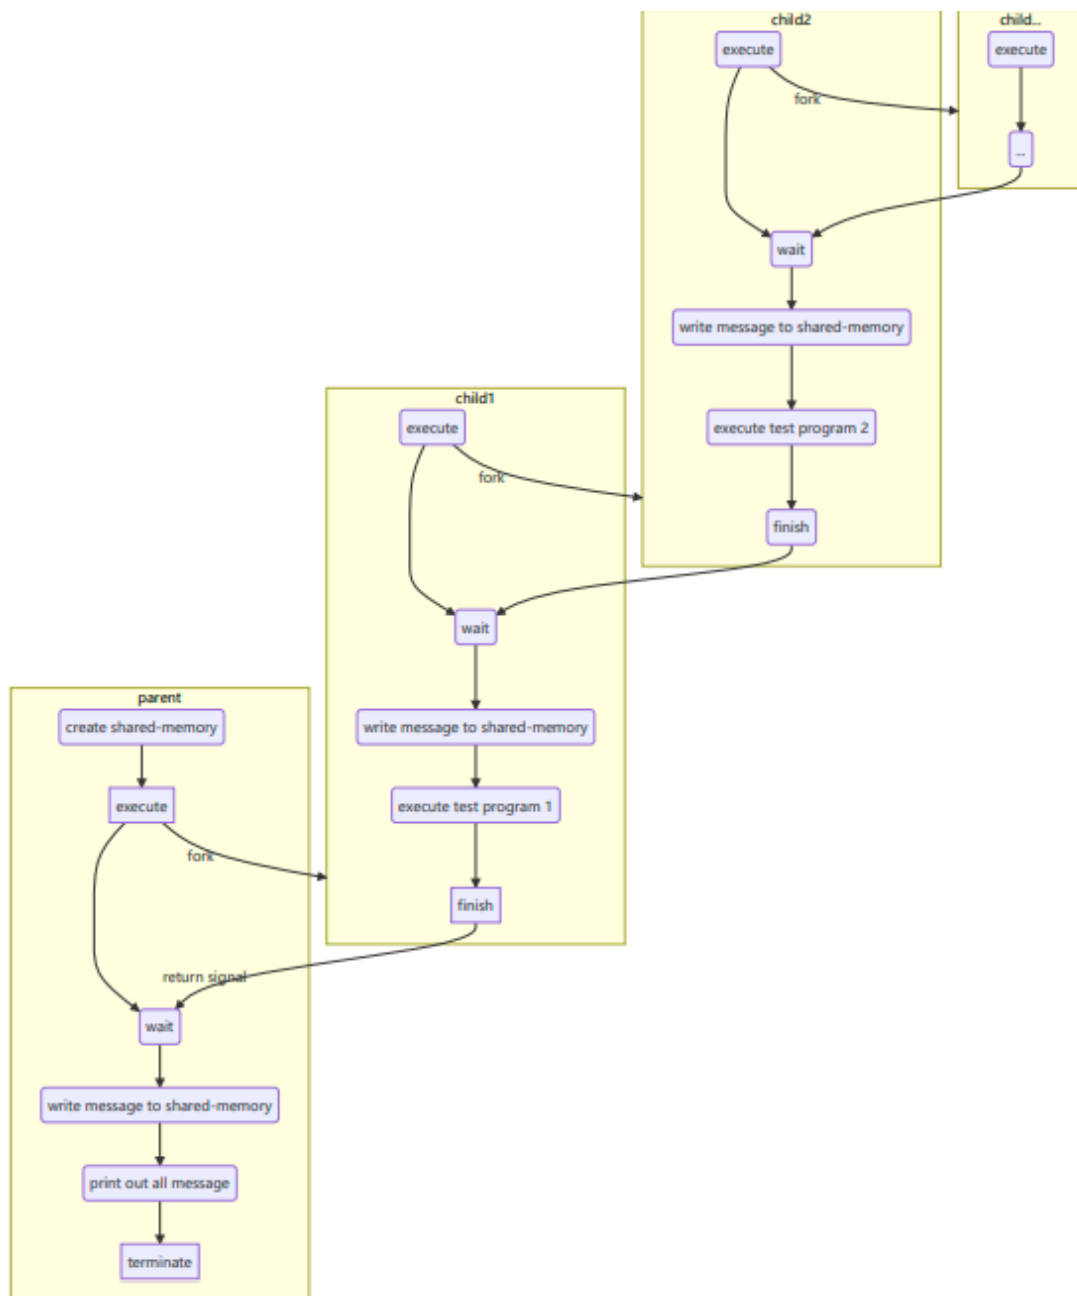 child2
execute
fork
wait
write message to shared-memory
execute test program 2
finish
child...
execute
...
child1
execute
fork
wait
write message to shared-memory
execute test program 1
finish
parent
create shared-memory
execute
fork
return signal
wait
write message to shared-memory
print out all message
terminate